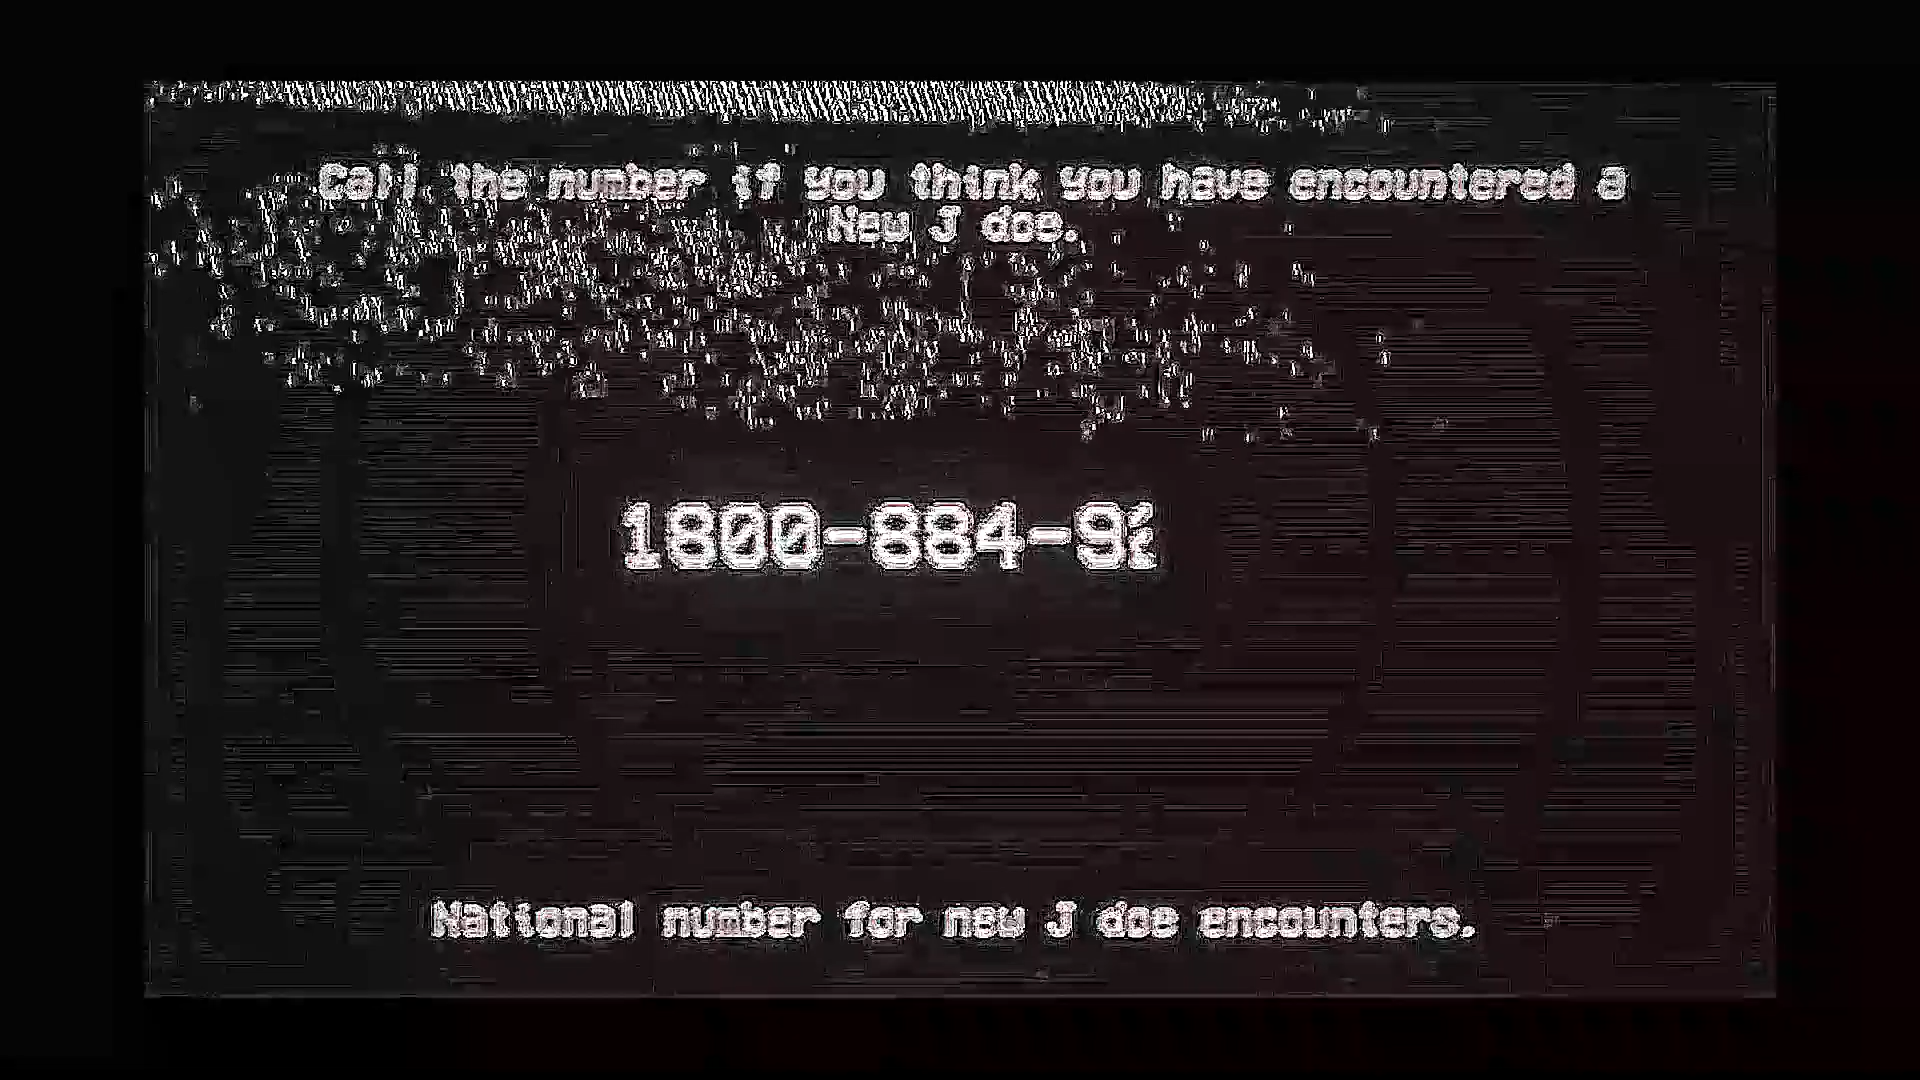 Call the number if you think you have encountered a
New J doe.
1800-884-92
National number for new J doe encounters.